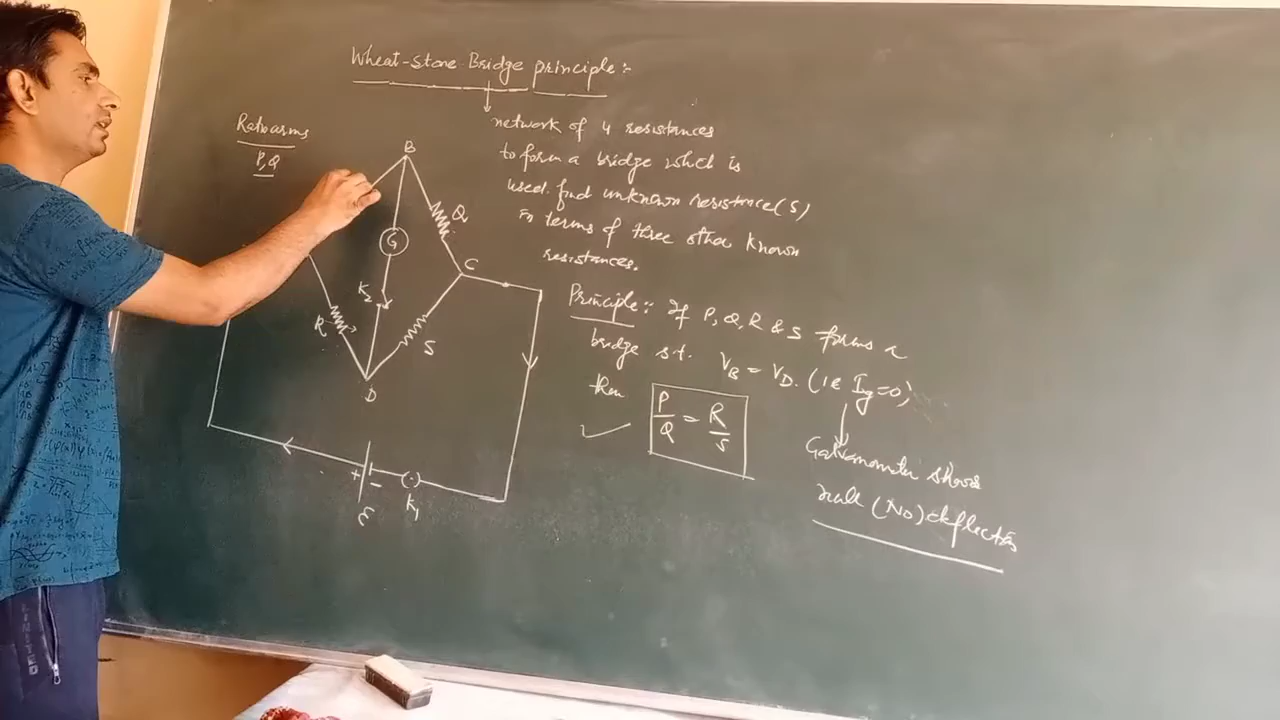 Wheat-stone Bridge principle:-
network of 4 resistances
to form a bridge which is
used find unknown resistance(S)
in terms of three other known
resistances.
Ratioarms
P, Q
B
Q
G
C
K2
R
S
D
Principle:- If P, Q, R & S forms a
bridge s.t. VB = VD. (ie Ig=0)
then
P/Q = R/S
Galvanometer shows
null (No) deflection
+ -
ε
K1